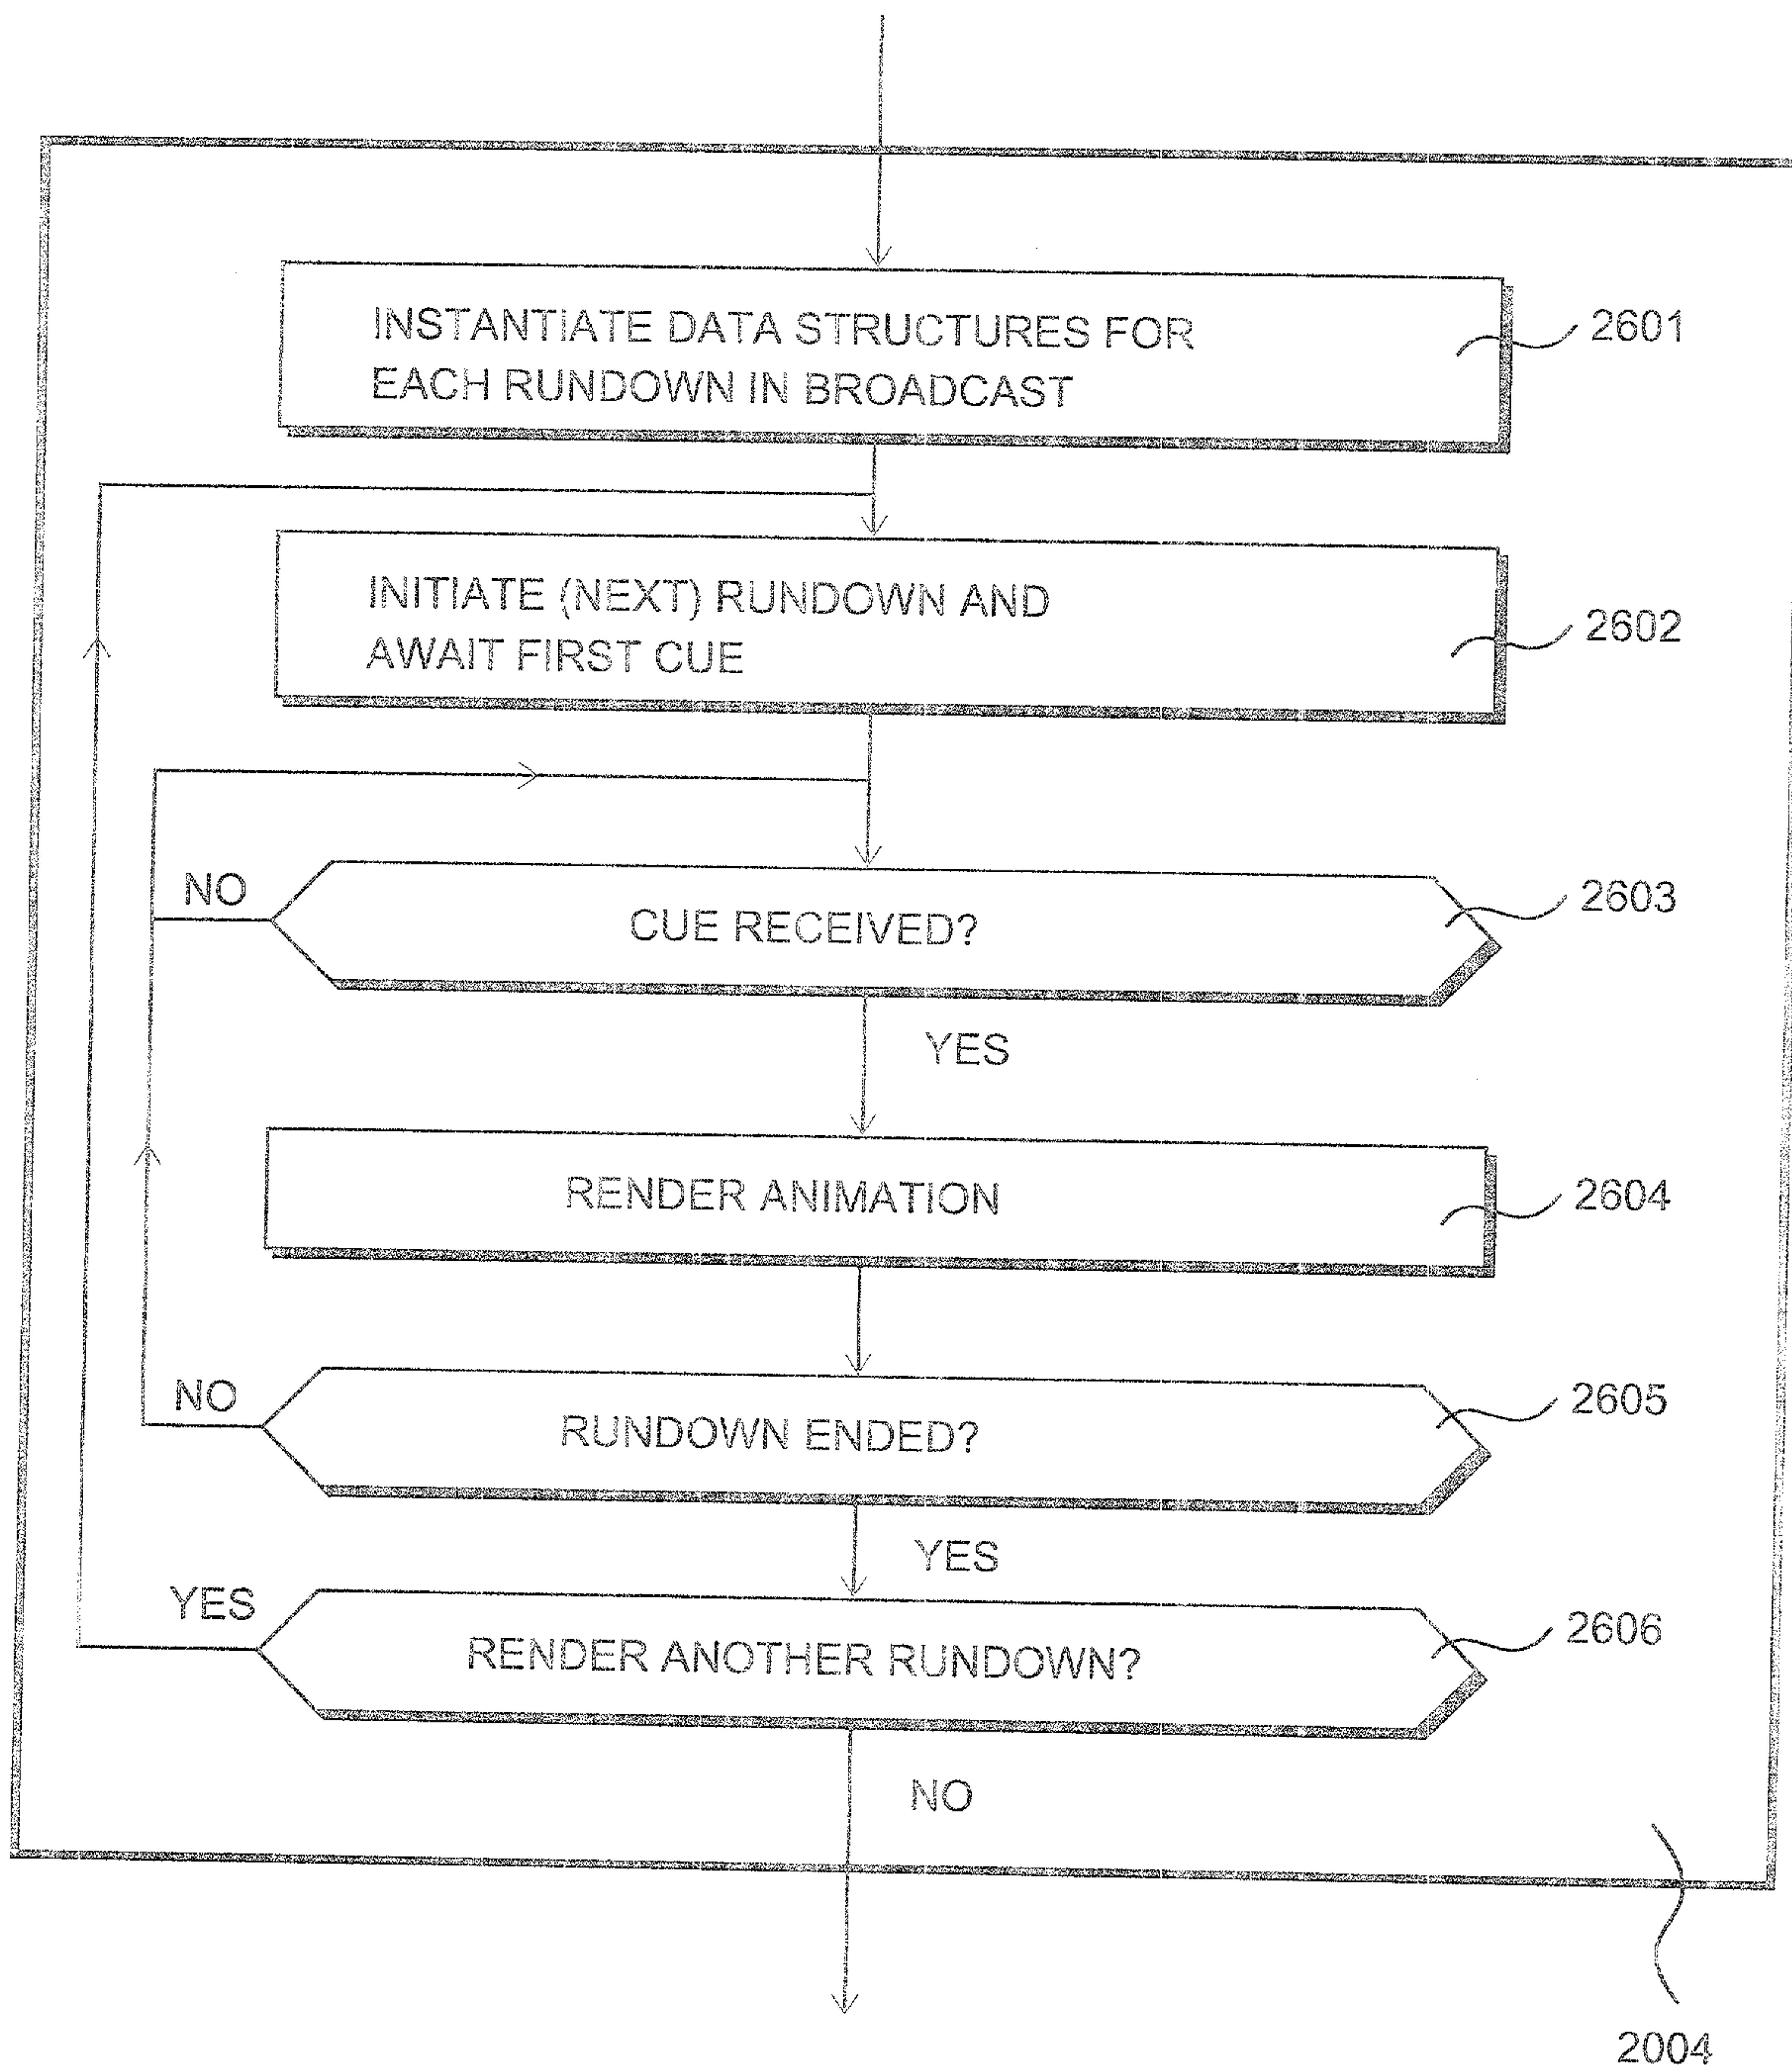 INSTANTIATE DATA STRUCTURES FOR
EACH RUNDOWN IN BROADCAST
2601
INITIATE (NEXT) RUNDOWN AND
AWAIT FIRST CUE
2602
NO
CUE RECEIVED?
2603
YES
RENDER ANIMATION
2604
NO
RUNDOWN ENDED?
2605
YES
YES
RENDER ANOTHER RUNDOWN?
2606
NO
2004